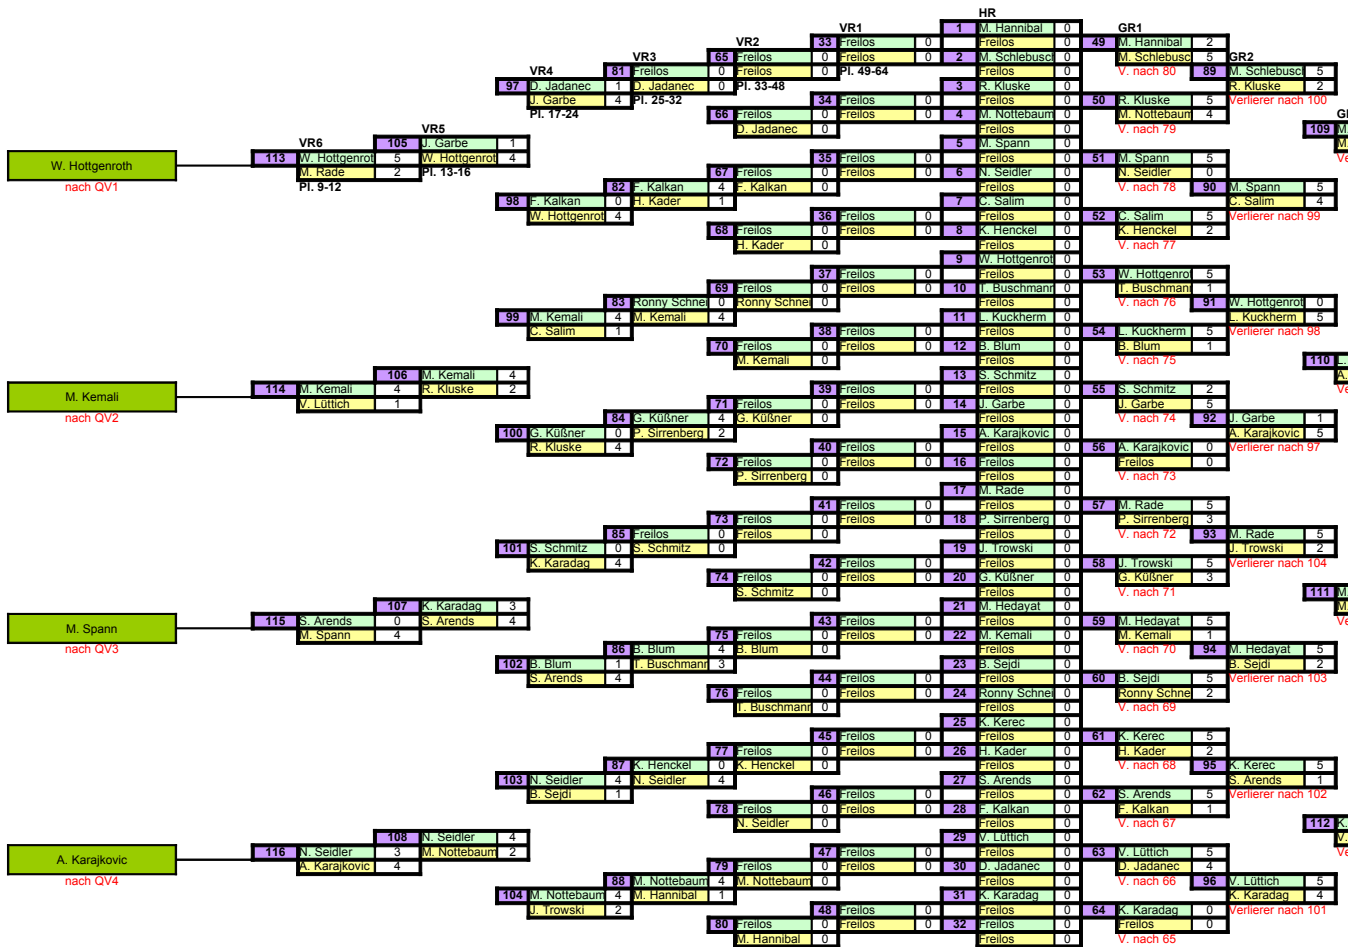 W. Hottgenroth
nach QV1
M. Kemali
nach QV2
M. Spann
nach QV3
A. Karajkovic
nach QV4
VR6
113 W. Hottgenrot 5
M. Rade 2
Pl. 9-12
114 M. Kemali 4
V. Lüttich 1
115 S. Arends 0
M. Spann 4
116 N. Seidler 3
A. Karajkovic 4
VR5
105 J. Garbe 1
W. Hottgenrot 4
Pl. 13-16
106 M. Kemali 4
R. Kluske 2
107 K. Karadag 3
S. Arends 4
108 N. Seidler 4
M. Nottebaum 2
VR4
97 D. Jadanec 1
J. Garbe 4
Pl. 17-24
98 F. Kalkan 0
W. Hottgenrot 4
99 M. Kemali 4
C. Salim 1
100 G. Küßner 0
R. Kluske 4
101 S. Schmitz 0
K. Karadag 4
102 B. Blum 1
S. Arends 4
103 N. Seidler 4
B. Sejdi 1
104 M. Nottebaum 4
J. Trowski 2
VR3
81 Freilos 0
D. Jadanec 0
Pl. 25-32
82 F. Kalkan 4
H. Kader 1
83 Ronny Schnei 0
M. Kemali 4
84 G. Küßner 4
P. Sirrenberg 2
85 Freilos 0
S. Schmitz 0
86 B. Blum 4
T. Buschmann 3
87 K. Henckel 0
N. Seidler 4
88 M. Nottebaum 4
M. Hannibal 1
VR2
65 Freilos 0
Freilos 0
Pl. 33-48
66 Freilos 0
D. Jadanec 0
67 Freilos 0
F. Kalkan 0
68 Freilos 0
H. Kader 0
69 Freilos 0
Ronny Schnei 0
70 Freilos 0
M. Kemali 0
71 Freilos 0
G. Küßner 0
72 Freilos 0
P. Sirrenberg 0
73 Freilos 0
Freilos 0
74 Freilos 0
S. Schmitz 0
75 Freilos 0
B. Blum 0
76 Freilos 0
T. Buschmann 0
77 Freilos 0
K. Henckel 0
78 Freilos 0
N. Seidler 0
79 Freilos 0
M. Nottebaum 0
80 Freilos 0
M. Hannibal 0
VR1
33 Freilos 0
Freilos 0
Pl. 49-64
34 Freilos 0
Freilos 0
35 Freilos 0
Freilos 0
36 Freilos 0
Freilos 0
37 Freilos 0
Freilos 0
38 Freilos 0
Freilos 0
39 Freilos 0
Freilos 0
40 Freilos 0
Freilos 0
41 Freilos 0
Freilos 0
42 Freilos 0
Freilos 0
43 Freilos 0
Freilos 0
44 Freilos 0
Freilos 0
45 Freilos 0
Freilos 0
46 Freilos 0
Freilos 0
47 Freilos 0
Freilos 0
48 Freilos 0
Freilos 0
HR
1 M. Hannibal 0
Freilos 0
2 M. Schlebusc 0
Freilos 0
3 R. Kluske 0
Freilos 0
4 M. Nottebaum 0
Freilos 0
5 M. Spann 0
Freilos 0
6 N. Seidler 0
Freilos 0
7 C. Salim 0
Freilos 0
8 K. Henckel 0
Freilos 0
9 W. Hottgenrot 0
Freilos 0
10 T. Buschmann 0
Freilos 0
11 L. Kuckherm 0
Freilos 0
12 B. Blum 0
Freilos 0
13 S. Schmitz 0
Freilos 0
14 J. Garbe 0
Freilos 0
15 A. Karajkovic 0
Freilos 0
16 Freilos 0
Freilos 0
17 M. Rade 0
Freilos 0
18 P. Sirrenberg 0
Freilos 0
19 J. Trowski 0
Freilos 0
20 G. Küßner 0
Freilos 0
21 M. Hedayat 0
Freilos 0
22 M. Kemali 0
Freilos 0
23 B. Sejdi 0
Freilos 0
24 Ronny Schnei 0
Freilos 0
25 K. Kerec 0
Freilos 0
26 H. Kader 0
Freilos 0
27 S. Arends 0
Freilos 0
28 F. Kalkan 0
Freilos 0
29 V. Lüttich 0
Freilos 0
30 D. Jadanec 0
Freilos 0
31 K. Karadag 0
Freilos 0
32 Freilos 0
Freilos 0
GR1
49 M. Hannibal 2
M. Schlebusc 5
V. nach 80
50 R. Kluske 5
M. Nottebaum 4
V. nach 79
51 M. Spann 5
N. Seidler 0
V. nach 78
52 C. Salim 5
K. Henckel 2
V. nach 77
53 W. Hottgenrot 5
T. Buschmann 1
V. nach 76
54 L. Kuckherm 5
B. Blum 1
V. nach 75
55 S. Schmitz 2
J. Garbe 5
V. nach 74
56 A. Karajkovic 0
Freilos 0
V. nach 73
57 M. Rade 5
P. Sirrenberg 3
V. nach 72
58 J. Trowski 5
G. Küßner 3
V. nach 71
59 M. Hedayat 5
M. Kemali 1
V. nach 70
60 B. Sejdi 5
Ronny Schne 2
V. nach 69
61 K. Kerec 5
H. Kader 2
V. nach 68
62 S. Arends 5
F. Kalkan 1
V. nach 67
63 V. Lüttich 5
D. Jadanec 4
V. nach 66
64 K. Karadag 0
Freilos 0
V. nach 65
GR2
89 M. Schlebusc 5
R. Kluske 2
Verlierer nach 100
90 M. Spann 5
C. Salim 4
Verlierer nach 99
91 W. Hottgenrot 0
L. Kuckherm 5
Verlierer nach 98
92 J. Garbe 1
A. Karajkovic 5
Verlierer nach 97
93 M. Rade 5
J. Trowski 2
Verlierer nach 104
94 M. Hedayat 5
B. Sejdi 2
Verlierer nach 103
95 K. Kerec 5
S. Arends 1
Verlierer nach 102
96 V. Lüttich 5
K. Karadag 4
Verlierer nach 101
109 M.
M.
110 L.
A.
111 M.
M.
112 K.
V.